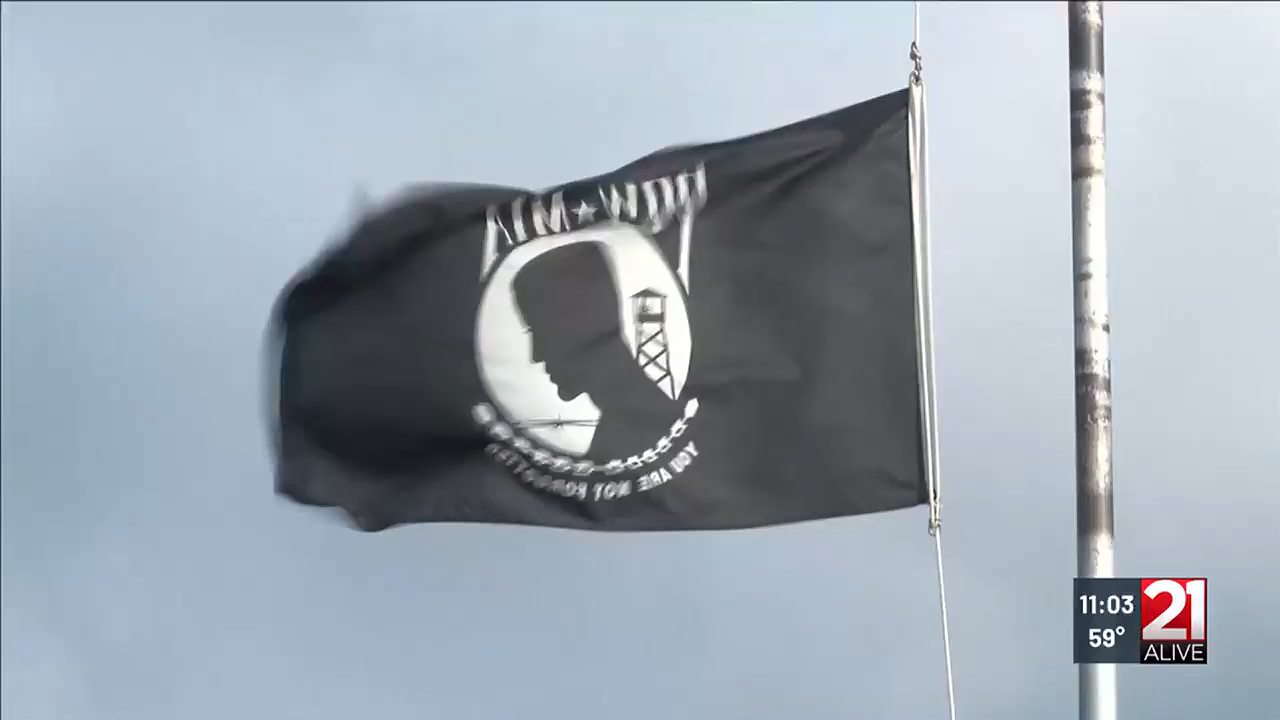 POW★MIA
YOU ARE NOT FORGOTTEN
11:03
59°
21
ALIVE